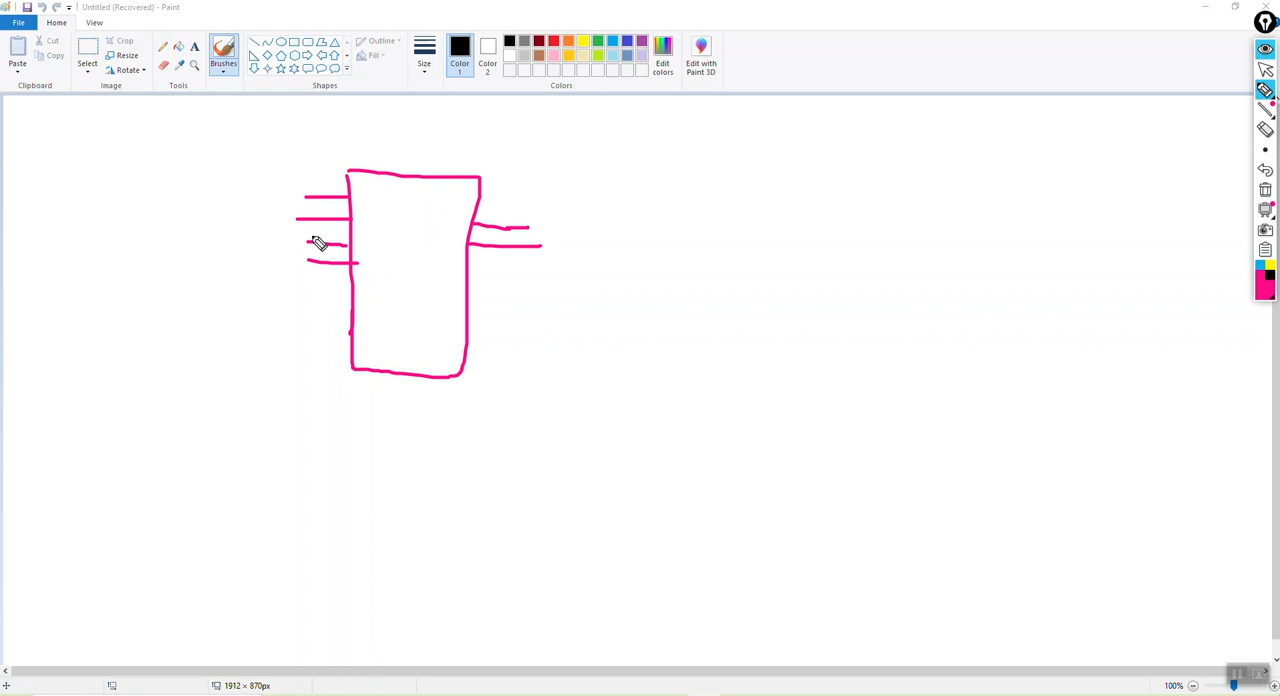 Untitled (Recovered) - Paint
File Home View
Paste
Cut
Copy
Clipboard
Select
Crop
Resize
Rotate
Image
A
Tools
Brushes
Outline
Fill
Shapes
Size
Color 1
Color 2
Edit colors
Colors
Edit with Paint 3D
1912 × 870px
100%